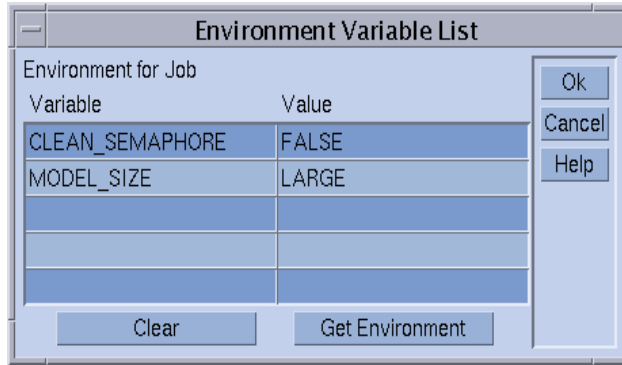 Environment Variable List
Environment for Job
Variable Value
CLEAN_SEMAPHORE FALSE
MODEL_SIZE LARGE
Clear Get Environment
Ok
Cancel
Help